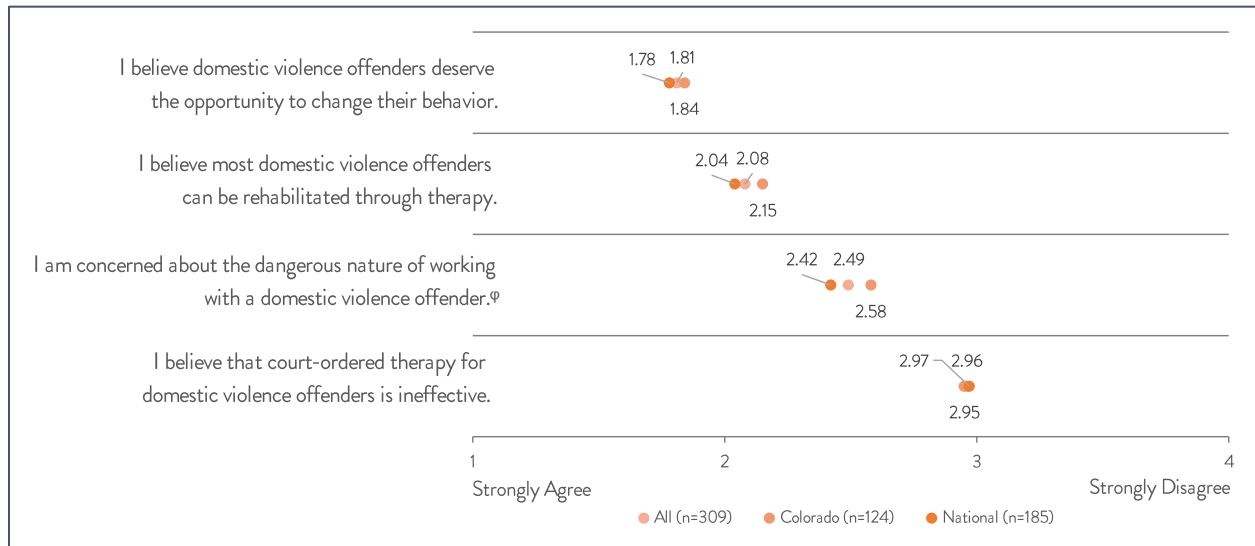 1.78 1.81
I believe domestic violence offenders deserve
the opportunity to change their behavior.
1.84
2.04 2.08
I believe most domestic violence offenders
can be rehabilitated through therapy.
2.15
2.42 2.49
I am concerned about the dangerous nature of working
with a domestic violence offender.ᵠ
2.58
2.97 2.96
I believe that court-ordered therapy for
domestic violence offenders is ineffective.
2.95
1 2 3 4
Strongly Agree Strongly Disagree
All (n=309) Colorado (n=124) National (n=185)